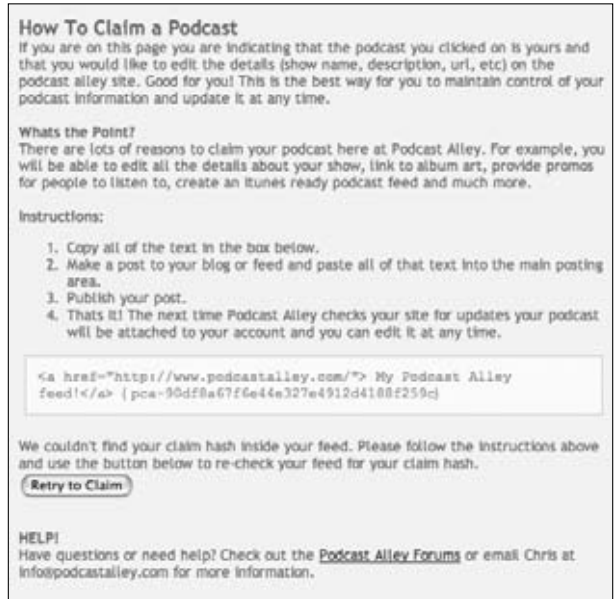 How To Claim a Podcast
If you are on this page you are indicating that the podcast you clicked on is yours and
that you would like to edit the details (show name, description, url, etc) on the
podcast alley site. Good for you! This is the best way for you to maintain control of your
podcast information and update it at any time.
Whats the Point?
There are lots of reasons to claim your podcast here at Podcast Alley. For example, you
will be able to edit all the details about your show, link to album art, provide promos
for people to listen to, create an itunes ready podcast feed and much more.
Instructions:
1. Copy all of the text in the box below.
2. Make a post to your blog or feed and paste all of that text into the main posting
area.
3. Publish your post.
4. Thats it! The next time Podcast Alley checks your site for updates your podcast
will be attached to your account and you can edit it at any time.
<a href="http://www.podcastalley.com/"> My Podcast Alley
feed!</a> {pca-90df8a67f6e44e327e4912d4188f259c}
We couldn't find your claim hash inside your feed. Please follow the instructions above
and use the button below to re-check your feed for your claim hash.
Retry to Claim
HELP!
Have questions or need help? Check out the Podcast Alley Forums or email Chris at
info@podcastalley.com for more information.